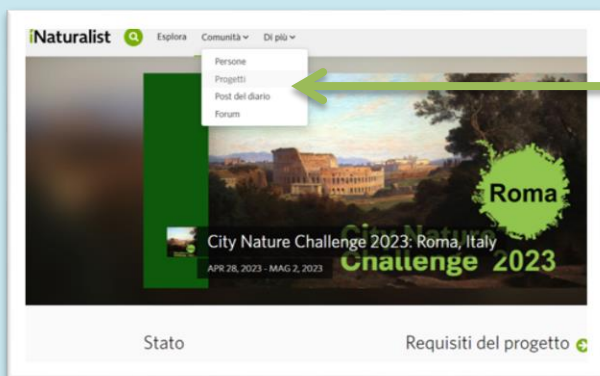 iNaturalist Esplora Comunità Di più
Persone
Progetti
Post del diario
Forum
Roma
City Nature
Challenge 2023
City Nature Challenge 2023: Roma, Italy
APR 28, 2023 - MAG 2, 2023
Stato Requisiti del progetto